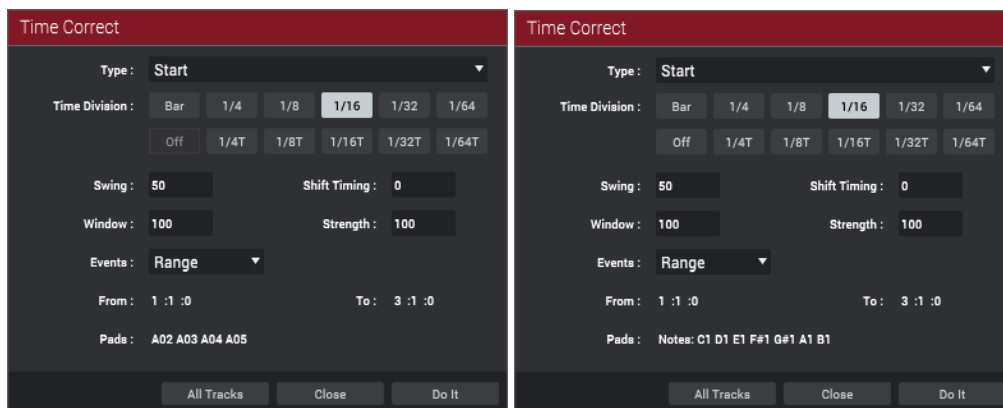 Time Correct
Type : Start
Time Division : Bar 1/4 1/8 1/16 1/32 1/64
Off 1/4T 1/8T 1/16T 1/32T 1/64T
Swing : 50 Shift Timing : 0
Window : 100 Strength : 100
Events : Range
From : 1 :1 :0 To : 3 :1 :0
Pads : A02 A03 A04 A05
All Tracks Close Do It
Time Correct
Type : Start
Time Division : Bar 1/4 1/8 1/16 1/32 1/64
Off 1/4T 1/8T 1/16T 1/32T 1/64T
Swing : 50 Shift Timing : 0
Window : 100 Strength : 100
Events : Range
From : 1 :1 :0 To : 3 :1 :0
Pads : Notes: C1 D1 E1 F#1 G#1 A1 B1
All Tracks Close Do It